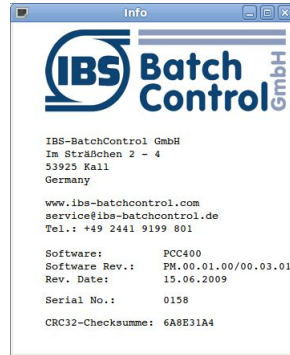 Info
IBS Batch Control GmbH
IBS-BatchControl GmbH
Im Sträßchen 2 - 4
53925 Kall
Germany
www.ibs-batchcontrol.com
service@ibs-batchcontrol.de
Tel.: +49 2441 9199 801
Software: PCC400
Software Rev.: PM.00.01.00/00.03.01
Rev. Date: 15.06.2009
Serial No.: 0158
CRC32-Checksumme: 6A8E31A4